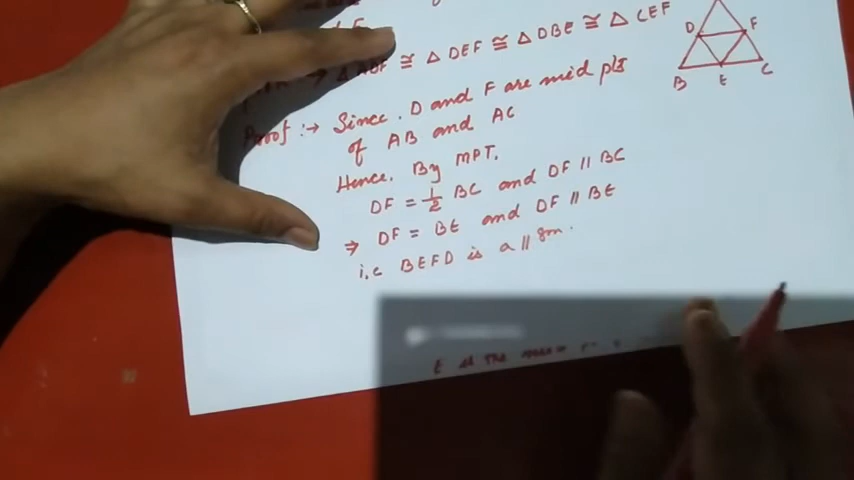 ≅ △ DEF ≅ △ DBE ≅ △ CEF
Proof :→ Since. D and F are mid pts
of AB and AC
Hence. By MPT.
DF = 1/2 BC and DF // BC
⇒ DF = BE and DF // BE
i.e BEFD is a // gm.
D F
B E C